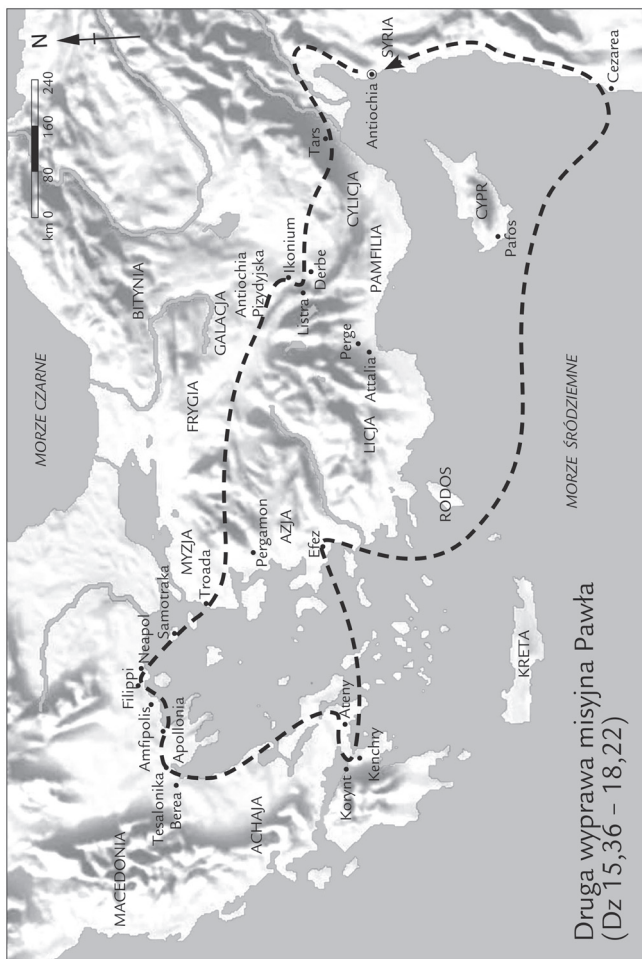 N
km 0 80 160 240
MORZE CZARNE
MACEDONIA
Filippi
Neapol
Amfipolis
Apollonia
Tesalonika
Berea
Samotraka
Troada
MYZJA
BITYNIA
FRYGIA
GALACJA
Antiochia
Pizydyjska
Ikonium
Listra
Derbe
Tars
Pergamon
AZJA
Efez
ACHAJA
Ateny
Korynt
Kenchry
LICJA
Perge
Attalia
PAMFILIA
CYLICJA
Antiochia
SYRIA
RODOS
CYPR
Pafos
KRETA
MORZE ŚRÓDZIEMNE
Cezarea
Druga wyprawa misyjna Pawła
(Dz 15,36 – 18,22)